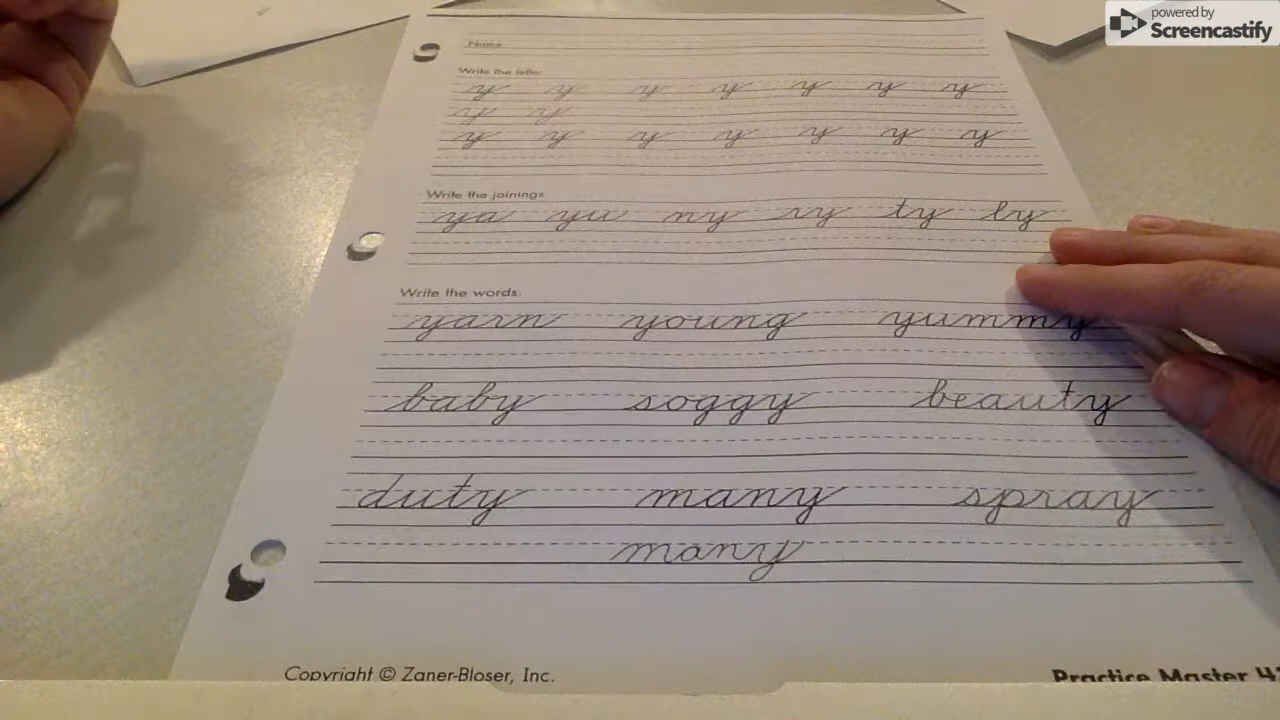 powered by
Screencastify
Name
Write the letter
y y y y y y y
y y
y y y y y y y
Write the joinings
ya yu ny ry ty ly
Write the words:
yarn young yummy
baby soggy beauty
duty many spray
many
Copyright © Zaner-Bloser, Inc.
Practice Master